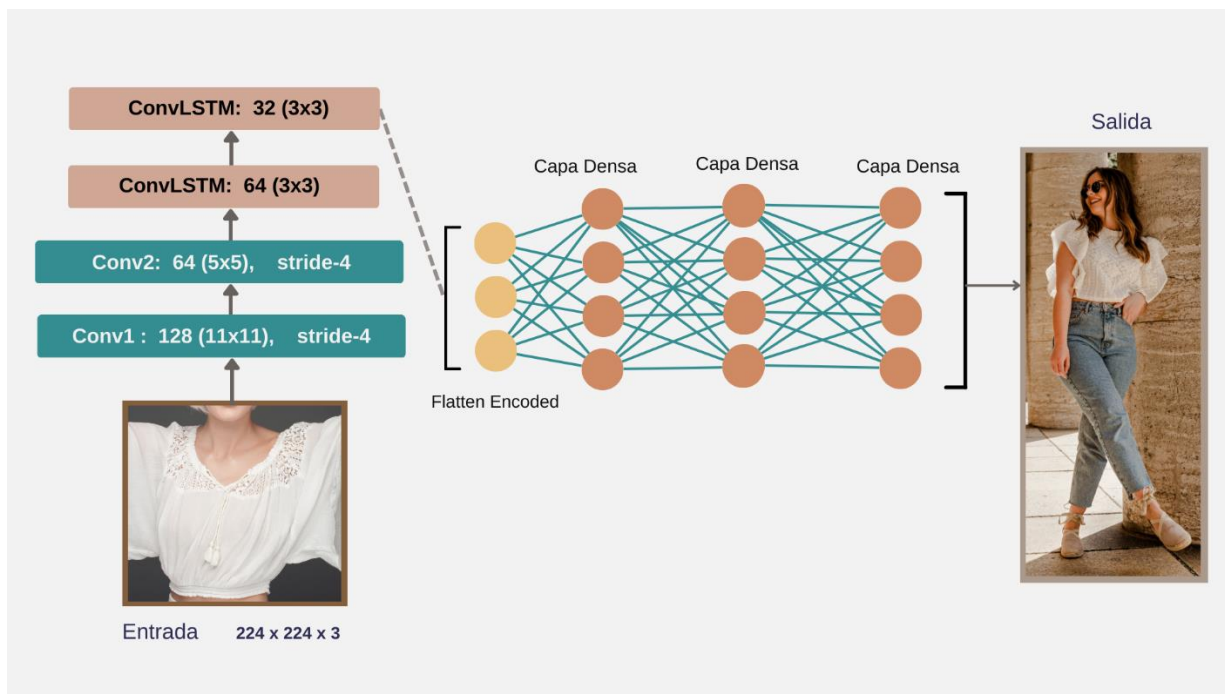 ConvLSTM: 32 (3x3)
ConvLSTM: 64 (3x3)
Conv2: 64 (5x5), stride-4
Conv1 : 128 (11x11), stride-4
Entrada 224 x 224 x 3
Flatten Encoded
Capa Densa
Capa Densa
Capa Densa
Salida